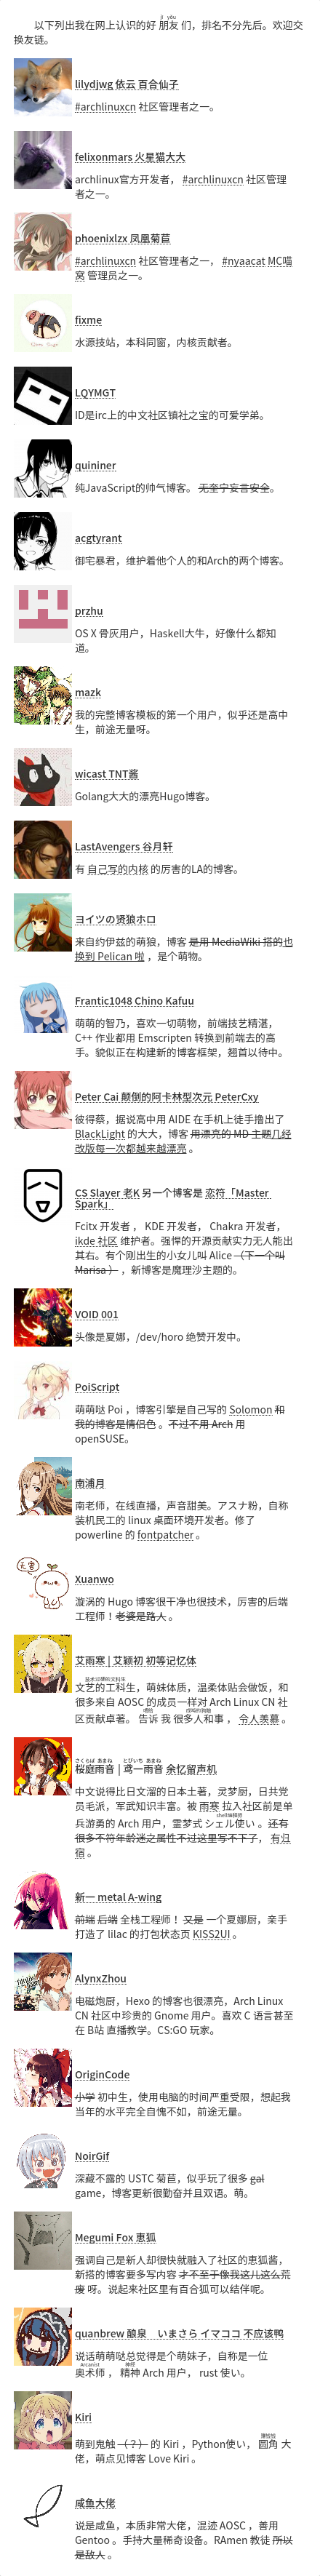 以下列出我在网上认识的好 朋友 们，排名不分先后。欢迎交
jī yǒu
换友链。
lilydjwg 依云 百合仙子
#archlinuxcn 社区管理者之一。
felixonmars 火星猫大大
archlinux官方开发者， #archlinuxcn 社区管理
者之一。
phoenixlzx 凤凰菊苣
#archlinuxcn 社区管理者之一， #nyaacat MC喵
窝 管理员之一。
fixme
水源技站，本科同窗，内核贡献者。
LQYMGT
ID是irc上的中文社区镇社之宝的可爱学弟。
quininer
纯JavaScript的帅气博客。 无奎宁妄言安全。
acgtyrant
御宅暴君，维护着他个人的和Arch的两个博客。
przhu
OS X 骨灰用户，Haskell大牛，好像什么都知
道。
mazk
我的完整博客模板的第一个用户，似乎还是高中
生，前途无量呀。
wicast TNT酱
Golang大大的漂亮Hugo博客。
LastAvengers 谷月轩
有 自己写的内核 的厉害的LA的博客。
ヨイツの贤狼ホロ
来自约伊兹的萌狼，博客 是用 MediaWiki 搭的也
换到 Pelican 啦 ，是个萌物。
Frantic1048 Chino Kafuu
萌萌的智乃，喜欢一切萌物，前端技艺精湛，
C++ 作业都用 Emscripten 转换到前端去的高
手。貌似正在构建新的博客框架，翘首以待中。
Peter Cai 颠倒的阿卡林型次元 PeterCxy
彼得蔡，据说高中用 AIDE 在手机上徒手撸出了
BlackLight 的大大，博客 用漂亮的 MD 主题几经
改版每一次都越来越漂亮 。
CS Slayer 老K 另一个博客是 恋符「Master
Spark」
Fcitx 开发者 ， KDE 开发者， Chakra 开发者，
ikde 社区 维护者。强悍的开源贡献实力无人能出
其右。有个刚出生的小女儿叫 Alice （下一个叫
Marisa ） ，新博客是魔理沙主题的。
VOID 001
头像是夏娜，/dev/horo 绝赞开发中。
PoiScript
萌萌哒 Poi ，博客引擎是自己写的 Solomon 和
我的博客是情侣色 。不过不用 Arch 用
openSUSE。
南浦月
南老师，在线直播，声音甜美。アスナ粉，自称
装机民工的 linux 桌面环境开发者。修了
powerline 的 fontpatcher 。
无害
Xuanwo
漩涡的 Hugo 博客很干净也很技术，厉害的后端
工程师！老婆是路人 。
艾雨寒 | 艾颖初 初等记忆体
文艺的工科生，萌妹体质，温柔体贴会做饭，和
很多来自 AOSC 的成员一样对 Arch Linux CN 社
区贡献卓著。 告诉 我 很多人和事 ， 令人羡慕 。
さくらば あまね とびいち あまね
桜庭雨音 | 鸢一雨音 余忆留声机
中文说得比日文溜的日本土著，灵梦厨，日共党
员毛派，军武知识丰富。被 雨寒 拉入社区前是单
兵游勇的 Arch 用户，靈梦式 シェル使い 。还有
很多不符年龄迷之属性不过这里写不下了， 有归
宿 。
新一 metal A-wing
前端 后端 全栈工程师！ 又是 一个夏娜厨，亲手
打造了 lilac 的打包状态页 KISS2UI 。
AlynxZhou
电磁炮厨，Hexo 的博客也很漂亮，Arch Linux
CN 社区中珍贵的 Gnome 用户。喜欢 C 语言甚至
在 B站 直播教学。CS:GO 玩家。
OriginCode
小学 初中生，使用电脑的时间严重受限，想起我
当年的水平完全自愧不如，前途无量。
NoirGif
深藏不露的 USTC 菊苣，似乎玩了很多 gal
game，博客更新很勤奋并且双语。萌。
Megumi Fox 恵狐
强调自己是新人却很快就融入了社区的恵狐酱，
新搭的博客要多写内容 才不至于像我这儿这么荒
废 呀。说起来社区里有百合狐可以结伴呢。
quanbrew 酿泉 いまさら イマココ 不应该鸭
说话萌萌哒总觉得是个萌妹子，自称是一位
Arcanist
奥术师 ， 精神 Arch 用户， rust 使い。
Kiri
萌到鬼触 （？） 的 Kiri ，Python使い， 圆角 大
佬，萌点见博客 Love Kiri 。
咸鱼大佬
说是咸鱼，本质非常大佬，混迹 AOSC ，善用
Gentoo 。手持大量稀奇设备。RAmen 教徒 所以
是敌人 。